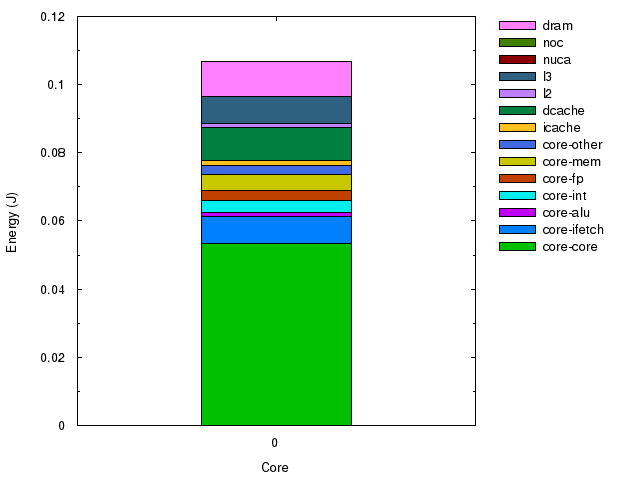 0.12
0.1
0.08
0.06
0.04
0.02
0
Energy (J)
0
Core
dram
noc
nuca
l3
l2
dcache
icache
core-other
core-mem
core-fp
core-int
core-alu
core-ifetch
core-core